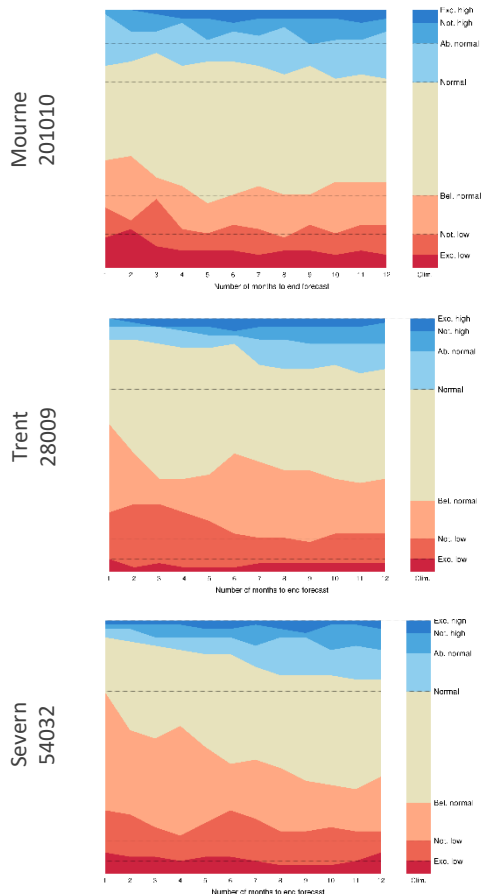 Mourne
201010
Exc. high
Not. high
Ab. normal
Normal
Bel. normal
Not. low
Exc. low
1 2 3 4 5 6 7 8 9 10 11 12 Clim.
Number of months to end forecast
Trent
28009
Exc. high
Not. high
Ab. normal
Normal
Bel. normal
Not. low
Exc. low
1 2 3 4 5 6 7 8 9 10 11 12 Clim.
Number of months to end forecast
Severn
54032
Exc. high
Not. high
Ab. normal
Normal
Bel. normal
Not. low
Exc. low
1 2 3 4 5 6 7 8 9 10 11 12 Clim.
Number of months to end forecast